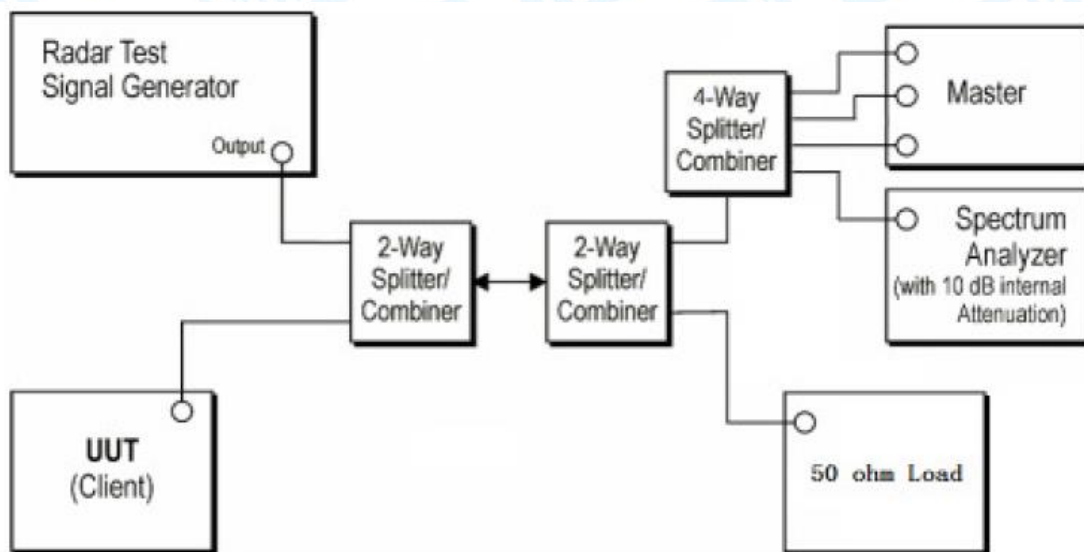 Radar Test
Signal Generator
Output
4-Way
Splitter/
Combiner
Master
2-Way
Splitter/
Combiner
2-Way
Splitter/
Combiner
Spectrum
Analyzer
(with 10 dB internal
Attenuation)
UUT
(Client)
50 ohm Load